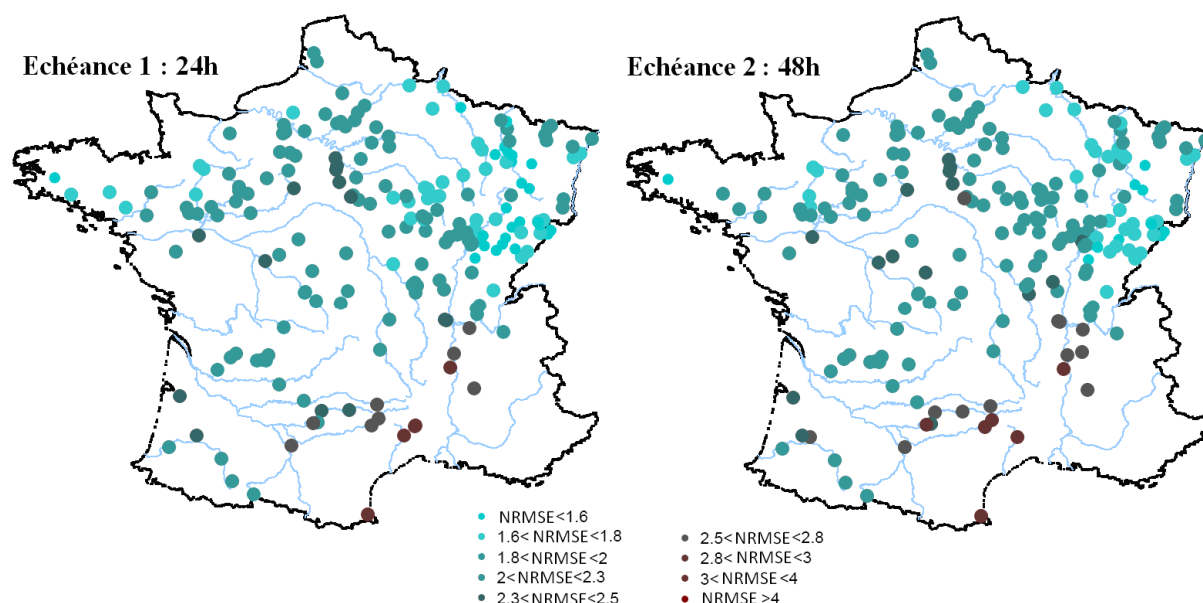 Echéance 1 : 24h
Echéance 2 : 48h
NRMSE<1.6
1.6< NRMSE<1.8
1.8< NRMSE<2
2< NRMSE<2.3
2.3< NRMSE<2.5
2.5< NRMSE<2.8
2.8< NRMSE<3
3< NRMSE<4
NRMSE >4